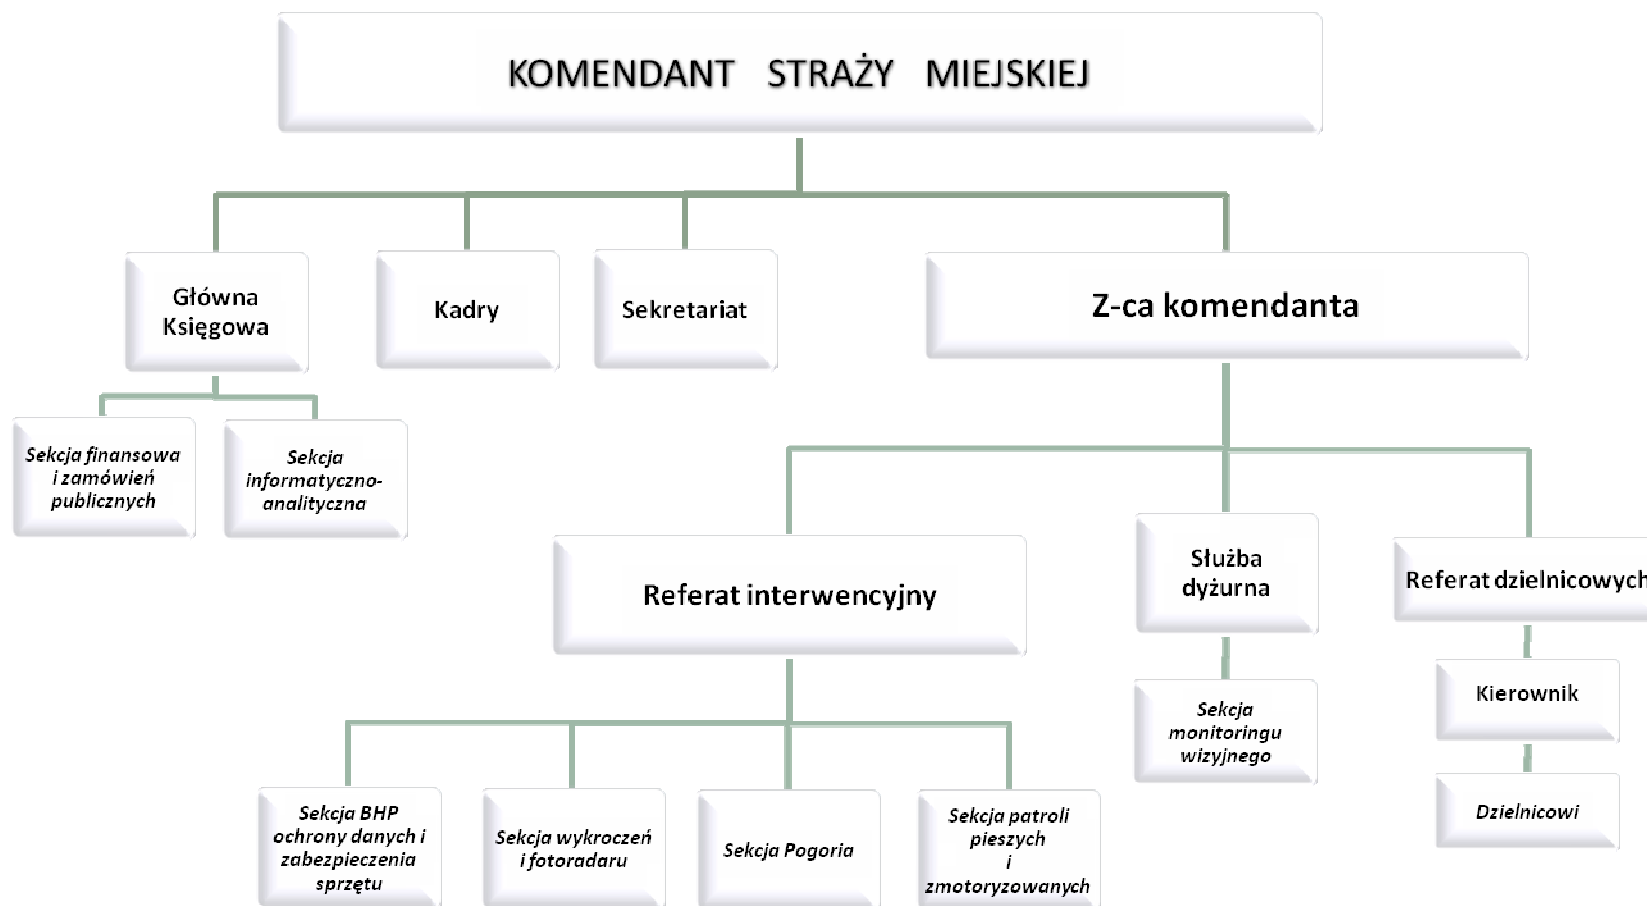 KOMENDANT STRAŻY MIEJSKIEJ
Główna
Księgowa
Kadry
Sekretariat
Z-ca komendanta
Sekcja finansowa
i zamówień
publicznych
Sekcja
informatyczno-
analityczna
Referat interwencyjny
Służba
dyżurna
Referat dzielnicowych
Sekcja
monitoringu
wizyjnego
Kierownik
Dzielnicowi
Sekcja BHP
ochrony danych i
zabezpieczenia
sprzętu
Sekcja wykroczeń
i fotoradaru
Sekcja Pogoria
Sekcja patroli
pieszych
i
zmotoryzowanych